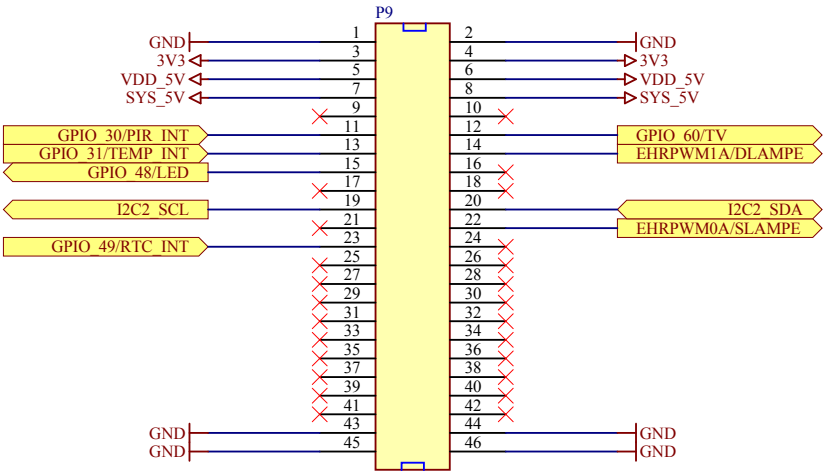 P9
GND 1 2 GND
3V3 3 4 3V3
VDD_5V 5 6 VDD_5V
SYS_5V 7 8 SYS_5V
9 10
GPIO_30/PIR_INT 11 12 GPIO_60/TV
GPIO_31/TEMP_INT 13 14 EHRPWM1A/DLAMPE
GPIO_48/LED 15 16
17 18
I2C2_SCL 19 20 I2C2_SDA
21 22 EHRPWM0A/SLAMPE
GPIO_49/RTC_INT 23 24
25 26
27 28
29 30
31 32
33 34
35 36
37 38
39 40
41 42
GND 43 44 GND
GND 45 46 GND